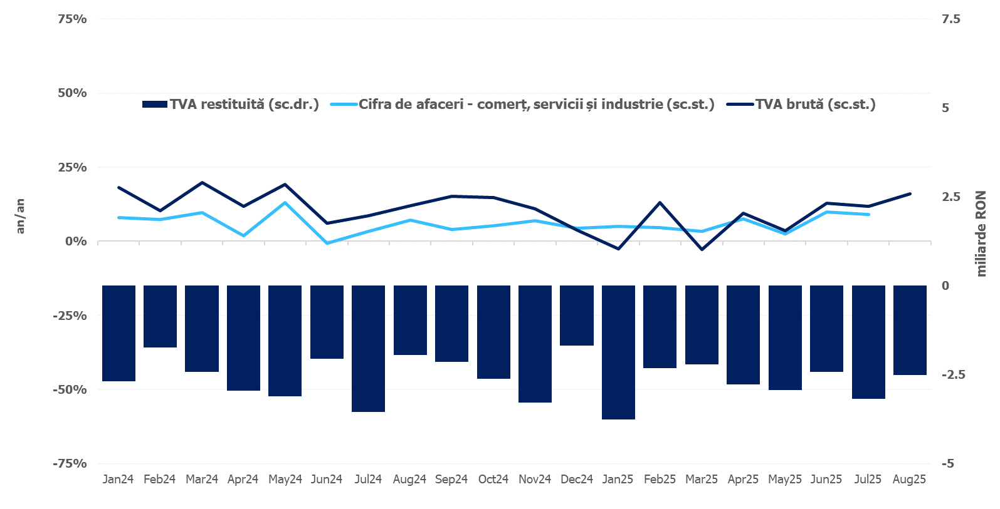 75%
50%
25%
0%
-25%
-50%
-75%
an/an
TVA restituită (sc.dr.)
Cifra de afaceri - comerț, servicii și industrie (sc.st.)
TVA brută (sc.st.)
7.5
5
2.5
0
-2.5
-5
miliarde RON
Jan24 Feb24 Mar24 Apr24 May24 Jun24 Jul24 Aug24 Sep24 Oct24 Nov24 Dec24 Jan25 Feb25 Mar25 Apr25 May25 Jun25 Jul25 Aug25